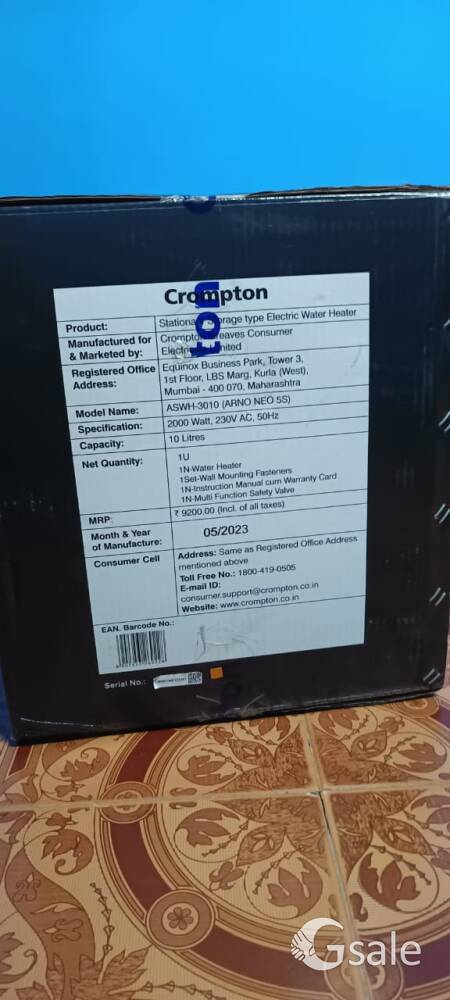 Crompton
Product: Stationary Storage type Electric Water Heater
Manufactured for & Marketed by: Crompton Greaves Consumer
Electricals Limited
Registered Office Address: Equinox Business Park, Tower 3,
1st Floor, LBS Marg, Kurla (West),
Mumbai - 400 070, Maharashtra
Model Name: ASWH-3010 (ARNO NEO 5S)
Specification: 2000 Watt, 230V AC, 50Hz
Capacity: 10 Litres
Net Quantity: 1U
1N-Water Heater
1Set-Wall Mounting Fasteners
1N-Instruction Manual cum Warranty Card
1N-Multi Function Safety Valve
MRP: ₹ 9200.00 (Incl. of all taxes)
Month & Year of Manufacture: 05/2023
Consumer Cell Address: Same as Registered Office Address
mentioned above
Toll Free No.: 1800-419-0505
E-mail ID:
consumer.support@crompton.co.in
Website: www.crompton.co.in
EAN. Barcode No.:
Serial No.:
ton
Gsale